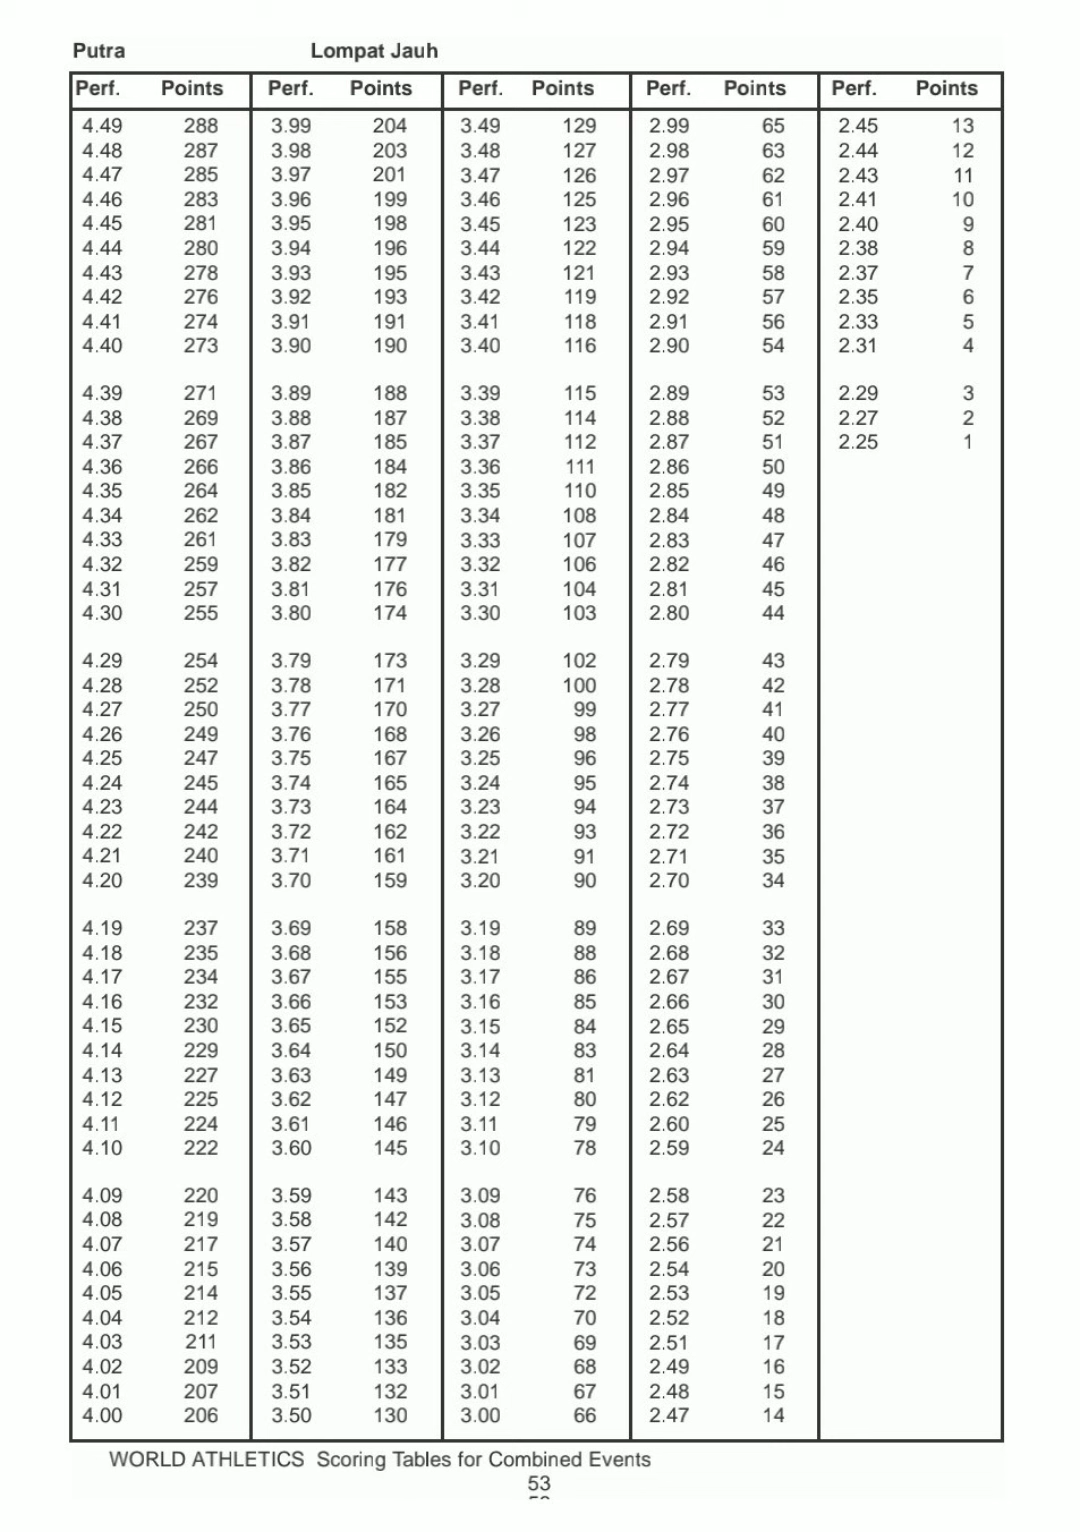 Putra Lompat Jauh
Perf. Points Perf. Points Perf. Points Perf. Points Perf. Points
4.49 288 3.99 204 3.49 129 2.99 65 2.45 13
4.48 287 3.98 203 3.48 127 2.98 63 2.44 12
4.47 285 3.97 201 3.47 126 2.97 62 2.43 11
4.46 283 3.96 199 3.46 125 2.96 61 2.41 10
4.45 281 3.95 198 3.45 123 2.95 60 2.40 9
4.44 280 3.94 196 3.44 122 2.94 59 2.38 8
4.43 278 3.93 195 3.43 121 2.93 58 2.37 7
4.42 276 3.92 193 3.42 119 2.92 57 2.35 6
4.41 274 3.91 191 3.41 118 2.91 56 2.33 5
4.40 273 3.90 190 3.40 116 2.90 54 2.31 4
4.39 271 3.89 188 3.39 115 2.89 53 2.29 3
4.38 269 3.88 187 3.38 114 2.88 52 2.27 2
4.37 267 3.87 185 3.37 112 2.87 51 2.25 1
4.36 266 3.86 184 3.36 111 2.86 50
4.35 264 3.85 182 3.35 110 2.85 49
4.34 262 3.84 181 3.34 108 2.84 48
4.33 261 3.83 179 3.33 107 2.83 47
4.32 259 3.82 177 3.32 106 2.82 46
4.31 257 3.81 176 3.31 104 2.81 45
4.30 255 3.80 174 3.30 103 2.80 44
4.29 254 3.79 173 3.29 102 2.79 43
4.28 252 3.78 171 3.28 100 2.78 42
4.27 250 3.77 170 3.27 99 2.77 41
4.26 249 3.76 168 3.26 98 2.76 40
4.25 247 3.75 167 3.25 96 2.75 39
4.24 245 3.74 165 3.24 95 2.74 38
4.23 244 3.73 164 3.23 94 2.73 37
4.22 242 3.72 162 3.22 93 2.72 36
4.21 240 3.71 161 3.21 91 2.71 35
4.20 239 3.70 159 3.20 90 2.70 34
4.19 237 3.69 158 3.19 89 2.69 33
4.18 235 3.68 156 3.18 88 2.68 32
4.17 234 3.67 155 3.17 86 2.67 31
4.16 232 3.66 153 3.16 85 2.66 30
4.15 230 3.65 152 3.15 84 2.65 29
4.14 229 3.64 150 3.14 83 2.64 28
4.13 227 3.63 149 3.13 81 2.63 27
4.12 225 3.62 147 3.12 80 2.62 26
4.11 224 3.61 146 3.11 79 2.60 25
4.10 222 3.60 145 3.10 78 2.59 24
4.09 220 3.59 143 3.09 76 2.58 23
4.08 219 3.58 142 3.08 75 2.57 22
4.07 217 3.57 140 3.07 74 2.56 21
4.06 215 3.56 139 3.06 73 2.54 20
4.05 214 3.55 137 3.05 72 2.53 19
4.04 212 3.54 136 3.04 70 2.52 18
4.03 211 3.53 135 3.03 69 2.51 17
4.02 209 3.52 133 3.02 68 2.49 16
4.01 207 3.51 132 3.01 67 2.48 15
4.00 206 3.50 130 3.00 66 2.47 14
WORLD ATHLETICS Scoring Tables for Combined Events
53